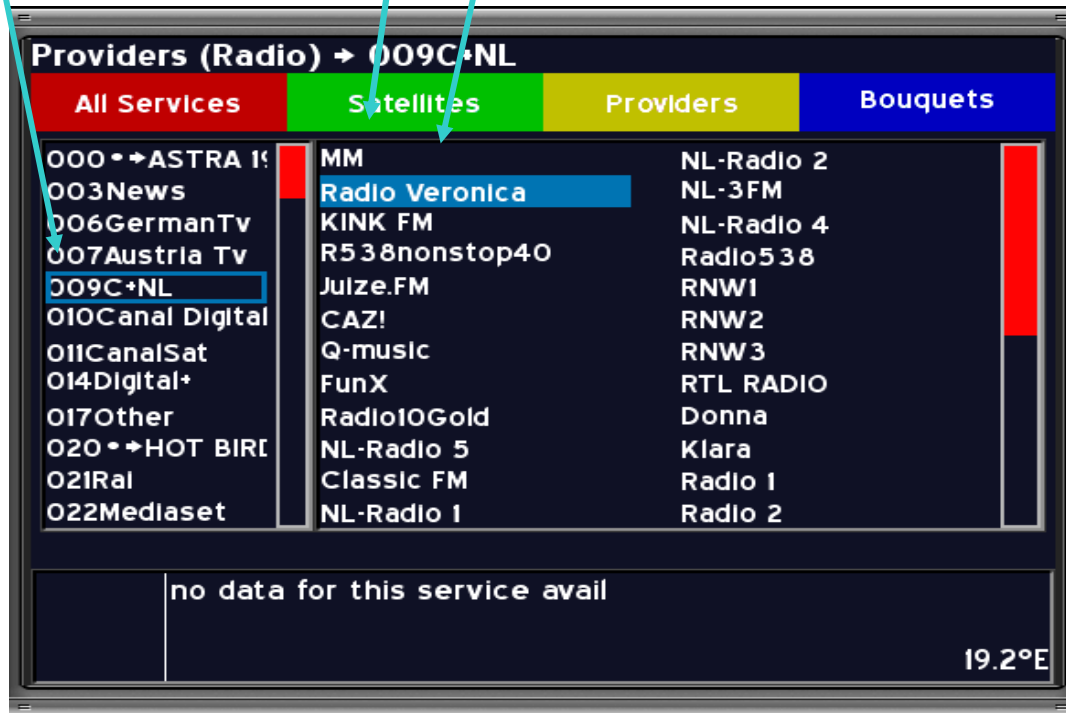 Providers (Radio) ➔ 009C+NL
All Services
Satellites
Providers
Bouquets
000•➔ASTRA 19
003News
006GermanTv
007Austria Tv
009C+NL
010Canal Digital
011CanalSat
014Digital+
017Other
020•➔HOT BIRD
021Rai
022Mediaset
MM
Radio Veronica
KINK FM
R538nonstop40
Juize.FM
CAZ!
Q-music
FunX
Radio10Gold
NL-Radio 5
Classic FM
NL-Radio 1
NL-Radio 2
NL-3FM
NL-Radio 4
Radio538
RNW1
RNW2
RNW3
RTL RADIO
Donna
Klara
Radio 1
Radio 2
no data for this service avail
19.2ºE